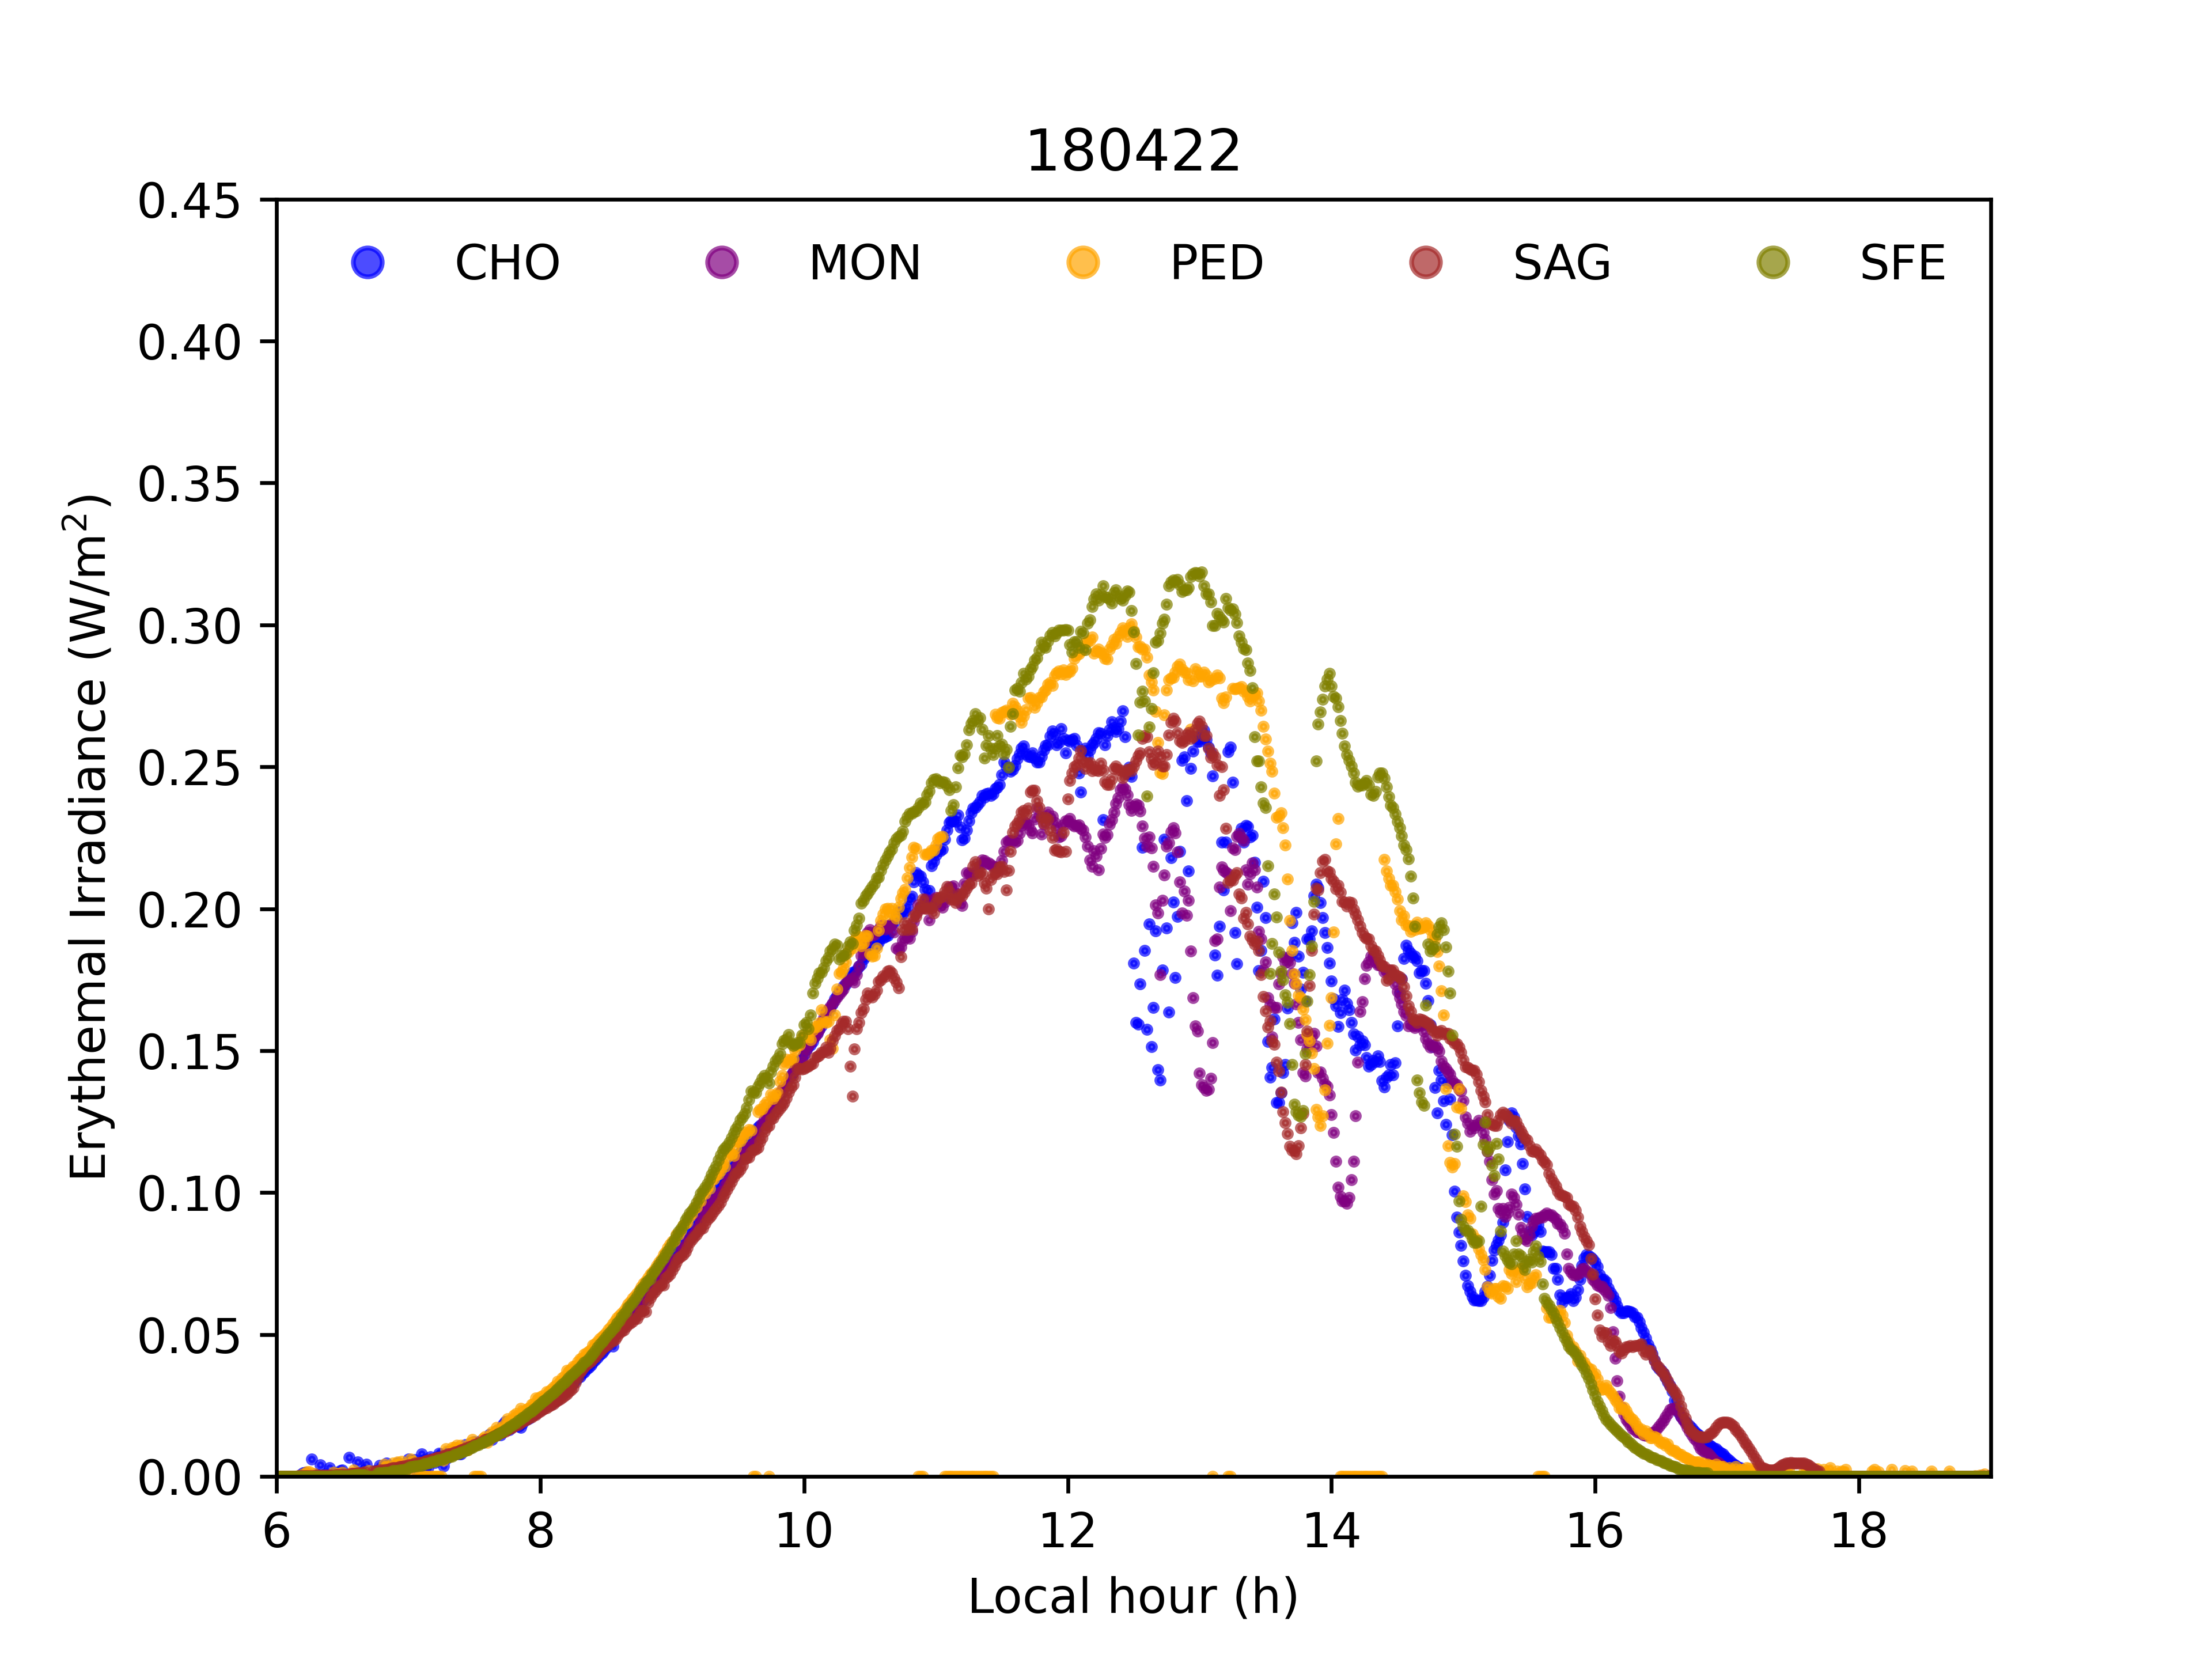 180422
0.45
CHO MON PED SAG SFE
0.40
0.35
0.30
0.25
0.20
0.15
0.10
0.05
0.00
Erythemal Irradiance (W/m²)
6 8 10 12 14 16 18
Local hour (h)